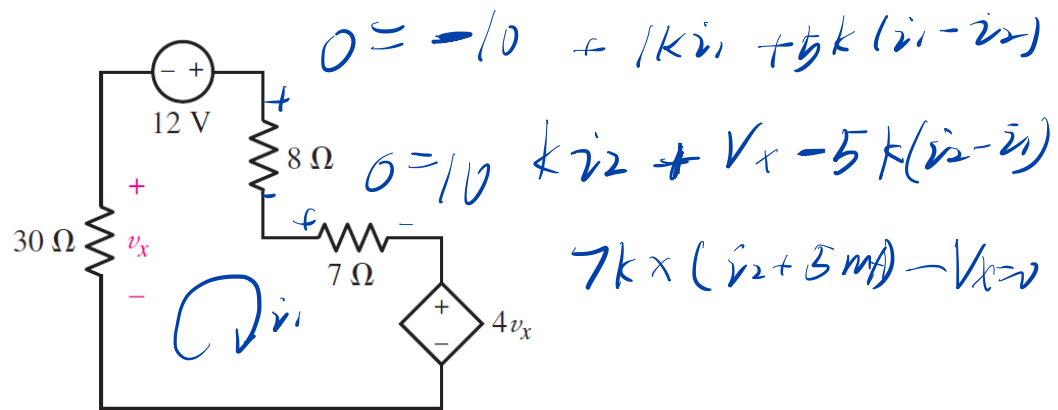 0 = -10 + 1k i₁ + 5k (i₁ - i₂)
- +
12 V
+
8 Ω
-
0 = 10 k i₂ + Vx - 5 k(i₂ - i₁)
+
30 Ω
vx
-
+ -
7 Ω
7k × (i₂ + 5 mA) - Vx = 0
i₁
+
-
4vx